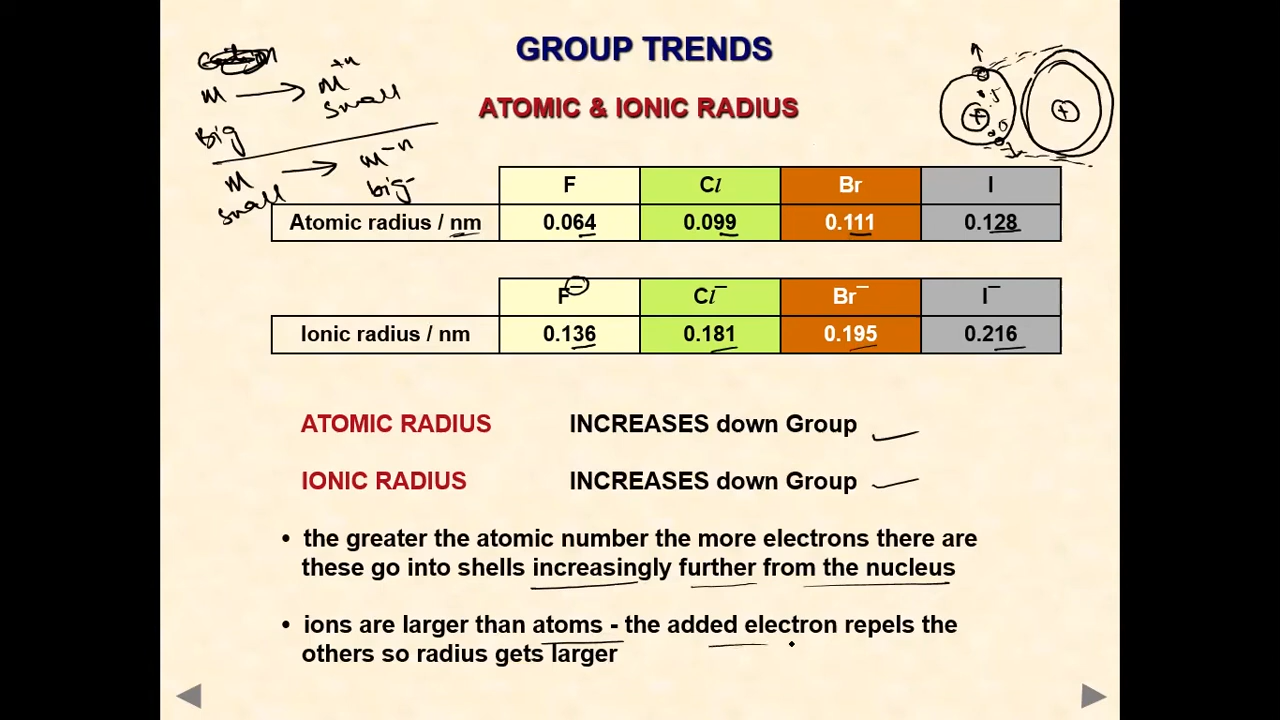 GROUP TRENDS
ATOMIC & IONIC RADIUS
M → M+n
Big small
M → M-n
small big
F Cl Br I
Atomic radius / nm 0.064 0.099 0.111 0.128
F− Cl− Br− I−
Ionic radius / nm 0.136 0.181 0.195 0.216
ATOMIC RADIUS INCREASES down Group
IONIC RADIUS INCREASES down Group
• the greater the atomic number the more electrons there are
these go into shells increasingly further from the nucleus
• ions are larger than atoms - the added electron repels the
others so radius gets larger